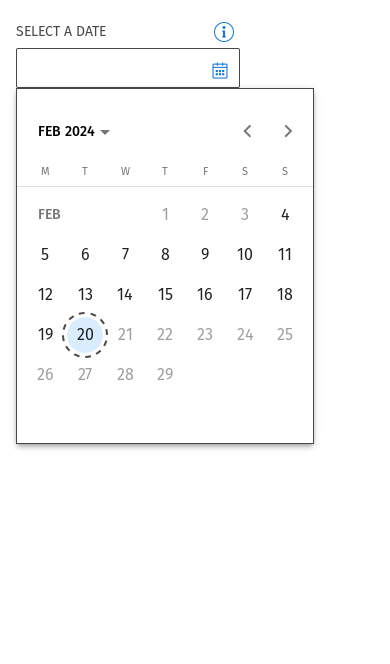 SELECT A DATE
FEB 2024
M T W T F S S
FEB 1 2 3 4
5 6 7 8 9 10 11
12 13 14 15 16 17 18
19 20 21 22 23 24 25
26 27 28 29